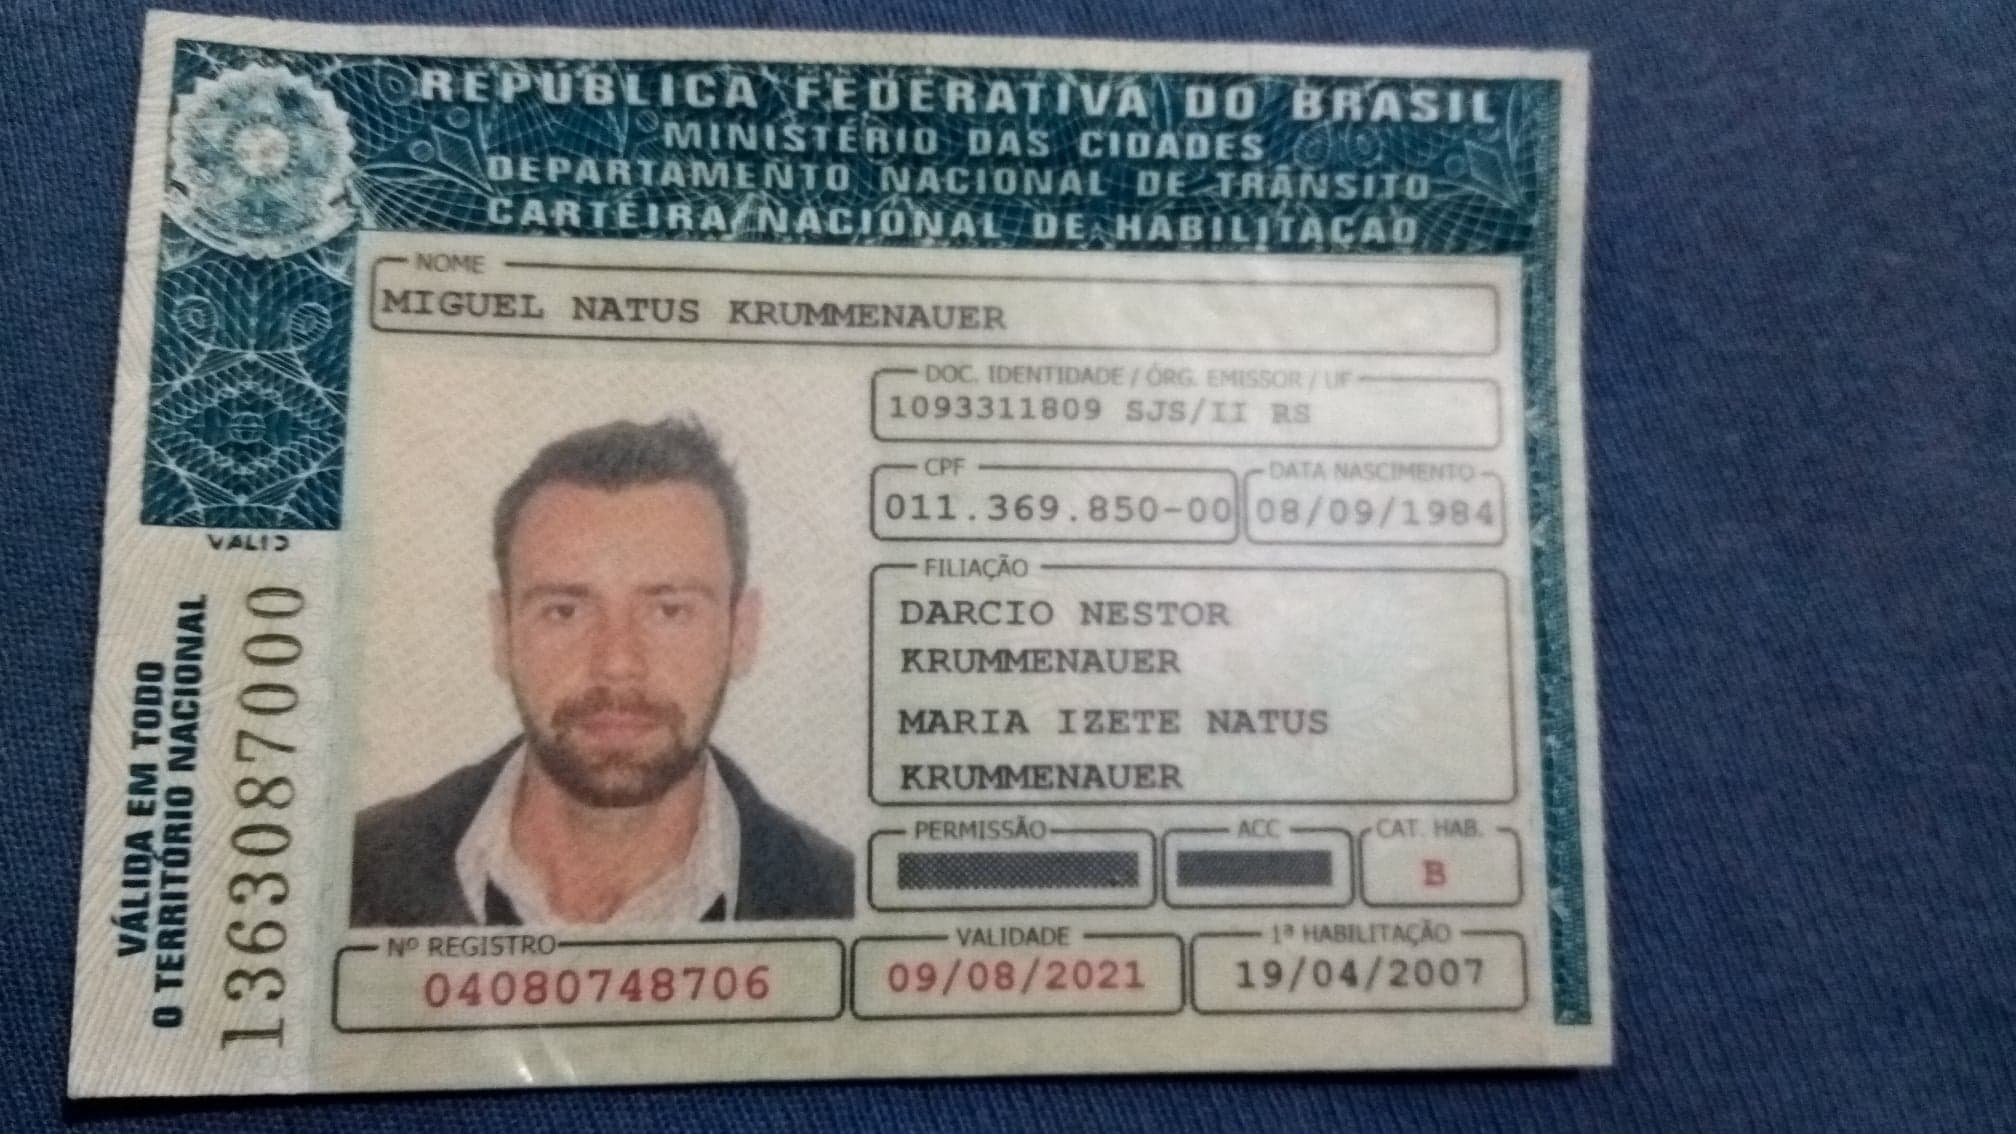 REPÚBLICA FEDERATIVA DO BRASIL
MINISTÉRIO DAS CIDADES
DEPARTAMENTO NACIONAL DE TRÂNSITO
CARTEIRA NACIONAL DE HABILITAÇÃO
NOME
MIGUEL NATUS KRUMMENAUER
DOC. IDENTIDADE / ÓRG. EMISSOR / UF
1093311809 SJS/II RS
CPF
011.369.850-00
DATA NASCIMENTO
08/09/1984
FILIAÇÃO
DARCIO NESTOR
KRUMMENAUER
MARIA IZETE NATUS
KRUMMENAUER
PERMISSÃO
ACC
CAT. HAB.
B
Nº REGISTRO
04080748706
VALIDADE
09/08/2021
1ª HABILITAÇÃO
19/04/2007
VALID
VÁLIDA EM TODO
O TERRITÓRIO NACIONAL
1363087000